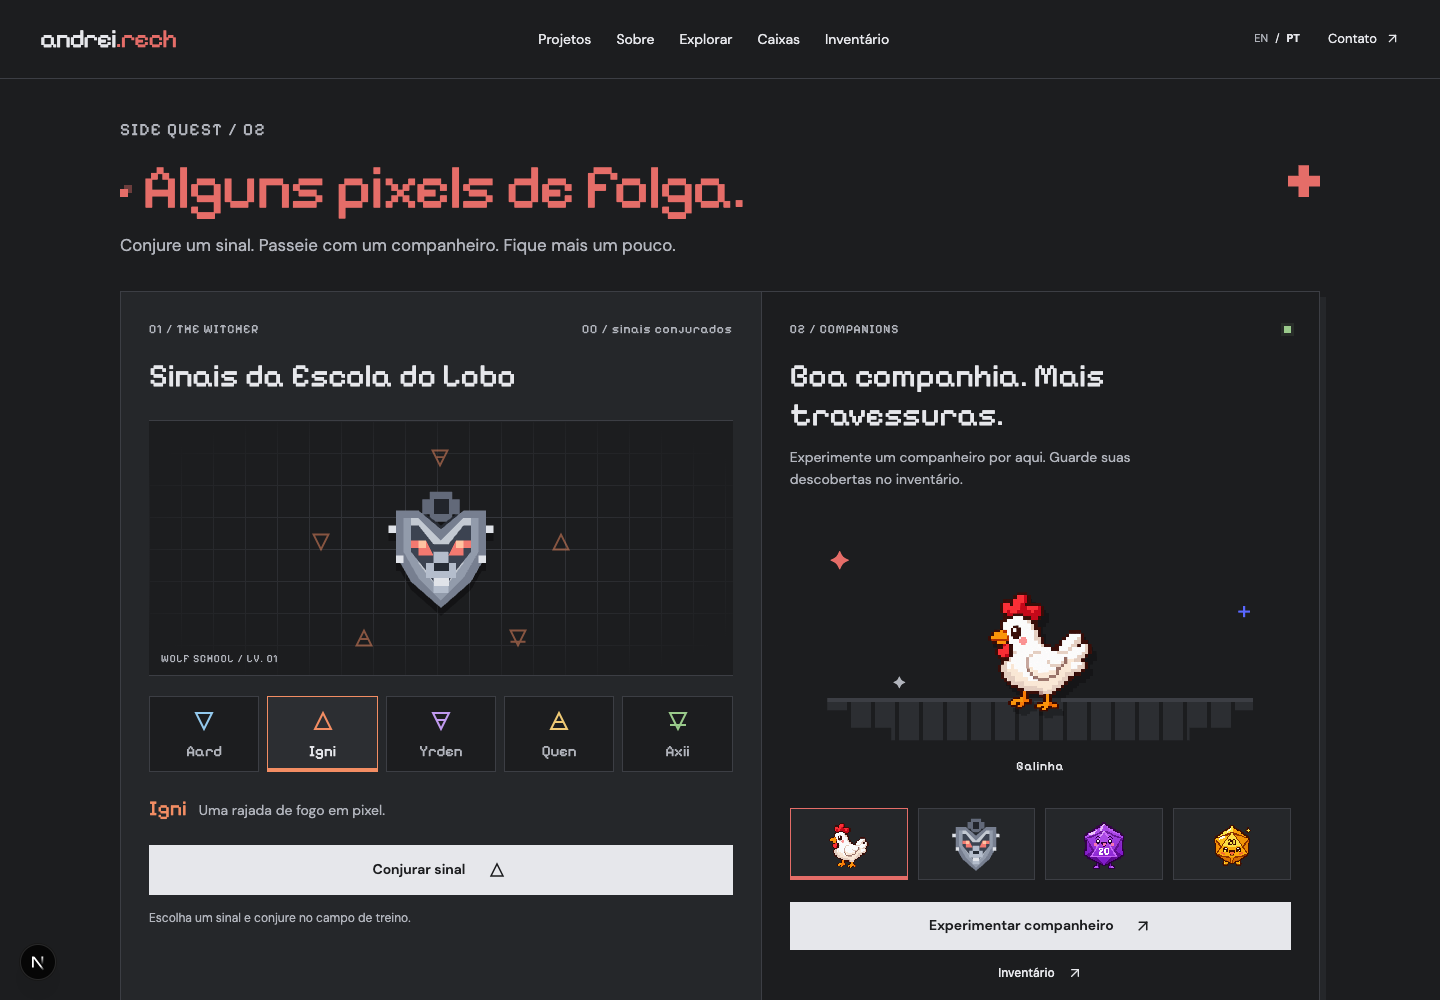 andrei.rech
Projetos
Sobre
Explorar
Caixas
Inventário
EN / PT
Contato
SIDE QUEST / 02
Alguns pixels de folga.
Conjure um sinal. Passeie com um companheiro. Fique mais um pouco.
01 / THE WITCHER
00 / sinais conjurados
Sinais da Escola do Lobo
WOLF SCHOOL / LV. 01
Aard
Igni
Yrden
Quen
Axii
Igni Uma rajada de fogo em pixel.
Conjurar sinal
Escolha um sinal e conjure no campo de treino.
02 / COMPANIONS
Boa companhia. Mais
travessuras.
Experimente um companheiro por aqui. Guarde suas
descobertas no inventário.
Galinha
20
20
Experimentar companheiro
Inventário
N